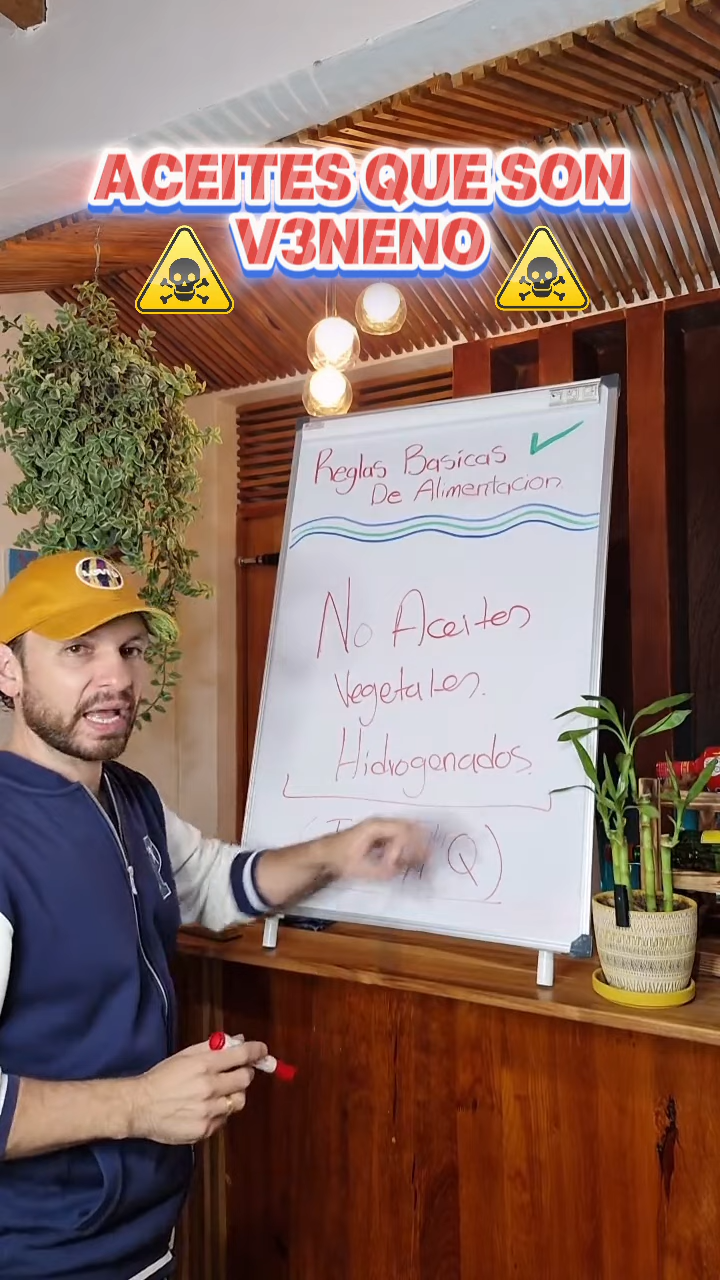 ACEITES QUE SON
V3NENO
Reglas Basicas
De Alimentacion
No Aceites
Vegetales.
Hidrogenados.
Q)